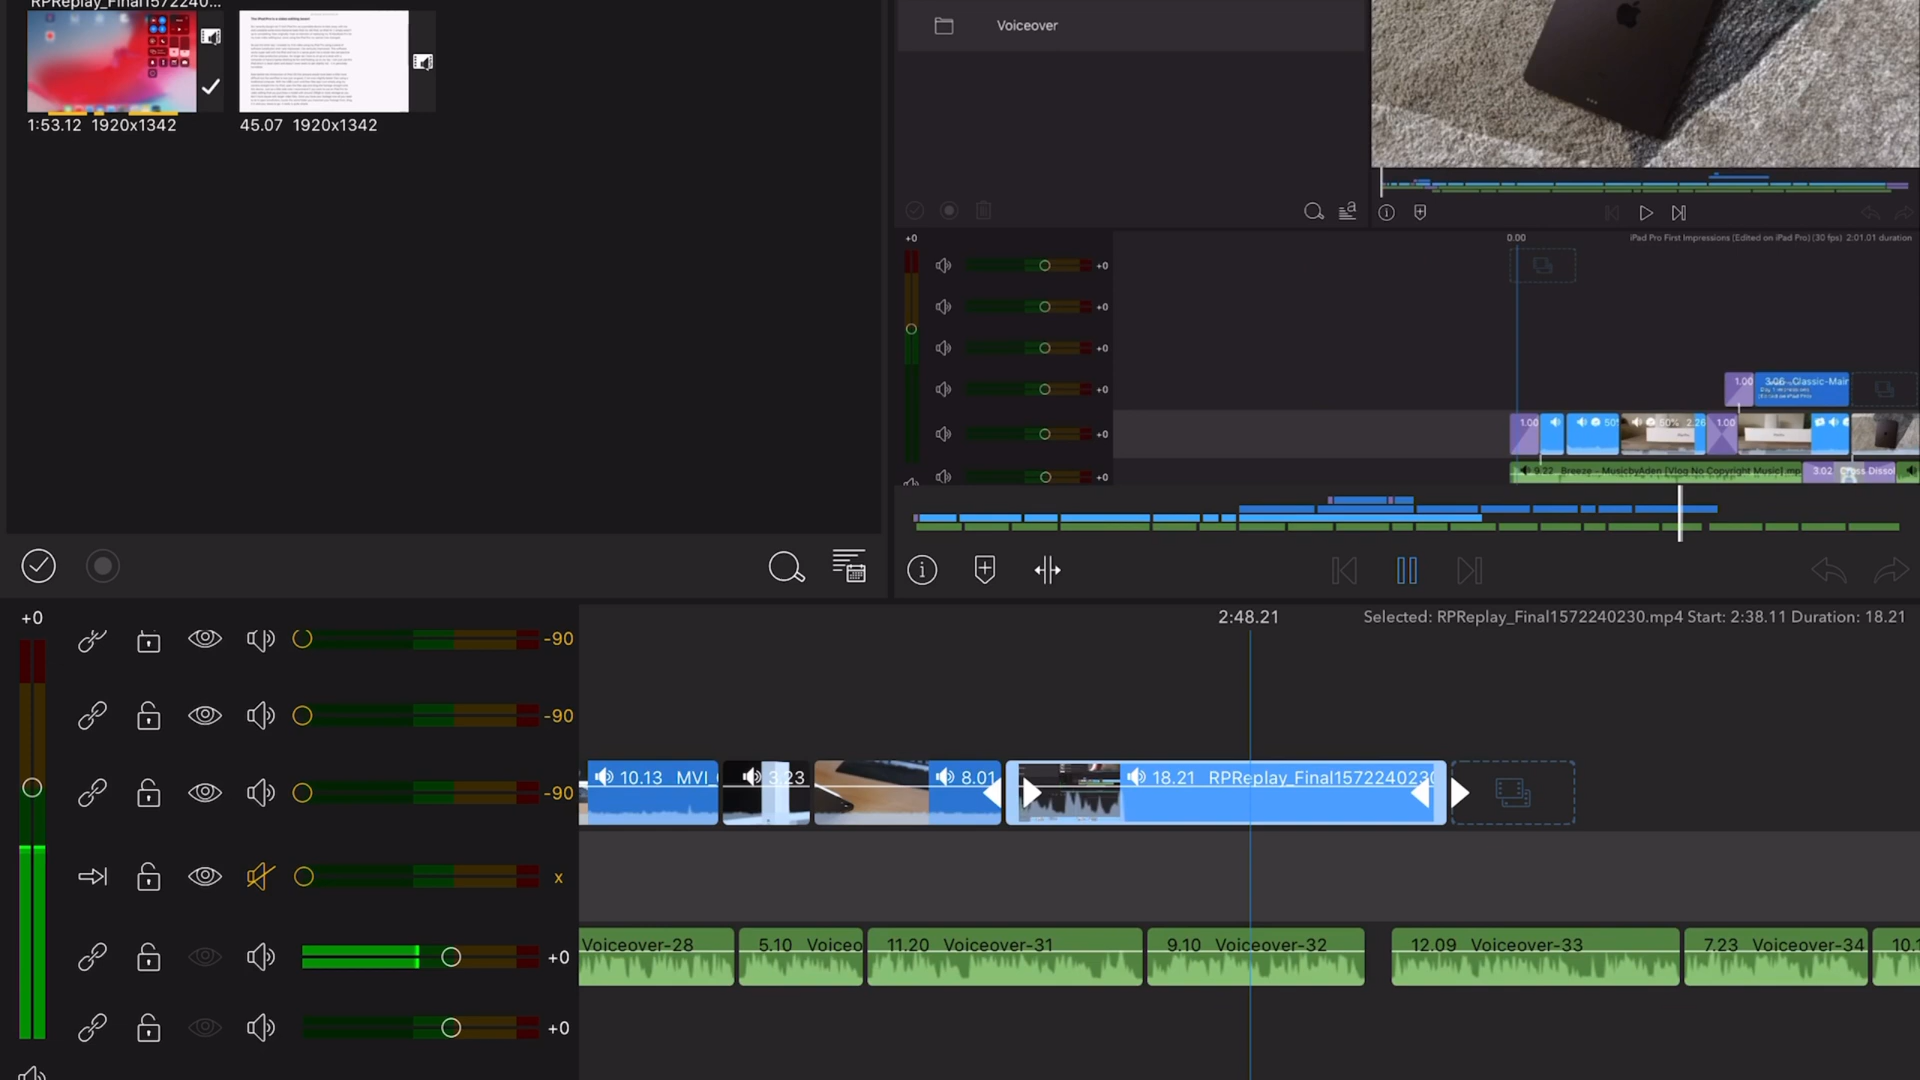 RPReplay_Final1572240...
1:53.12 1920x1342
45.07 1920x1342
Voiceover
+0
0.00
iPad Pro First Impressions (Edited on iPad Pro) (30 fps) 2:01.01 duration
+0
+0
+0
+0
+0
+0
1.00
3.06 Classic-Main
1.00
50%
2.26
1.00
9.22 Breeze - MusicbyAden [Vlog No Copyright Music].mp
3.02 Cross Dissol
+0
2:48.21
Selected: RPReplay_Final1572240230.mp4 Start: 2:38.11 Duration: 18.21
-90
-90
-90
10.13 MVI_
3.23
8.01
18.21 RPReplay_Final1572240230
x
+0
Voiceover-28
5.10 Voiceo
11.20 Voiceover-31
9.10 Voiceover-32
12.09 Voiceover-33
7.23 Voiceover-34
10.1
+0